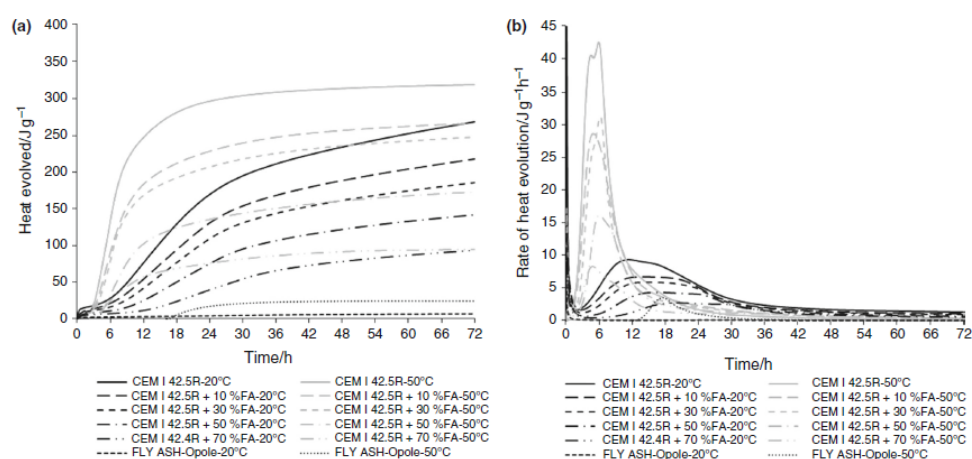 (a)
400
350
300
250
200
150
100
50
0
Heat evolved/J g⁻¹
0 6 12 18 24 30 36 42 48 54 60 66 72
Time/h
CEM I 42.5R-20°C
CEM I 42.5R + 10 %FA-20°C
CEM I 42.5R + 30 %FA-20°C
CEM I 42.5R + 50 %FA-20°C
CEM I 42.4R + 70 %FA-20°C
FLY ASH-Opole-20°C
CEM I 42.5R-50°C
CEM I 42.5R + 10 %FA-50°C
CEM I 42.5R + 30 %FA-50°C
CEM I 42.5R + 50 %FA-50°C
CEM I 42.5R + 70 %FA-50°C
FLY ASH-Opole-50°C
(b)
45
40
35
30
25
20
15
10
5
0
Rate of heat evolution/J g⁻¹h⁻¹
0 6 12 18 24 30 36 42 48 54 60 66 72
Time/h
CEM I 42.5R-20°C
CEM I 42.5R + 10 %FA-20°C
CEM I 42.5R + 30 %FA-20°C
CEM I 42.5R + 50 %FA-20°C
CEM I 42.4R + 70 %FA-20°C
FLY ASH-Opole-20°C
CEM I 42.5R-50°C
CEM I 42.5R + 10 %FA-50°C
CEM I 42.5R + 30 %FA-50°C
CEM I 42.5R + 50 %FA-50°C
CEM I 42.5R + 70 %FA-50°C
FLY ASH-Opole-50°C